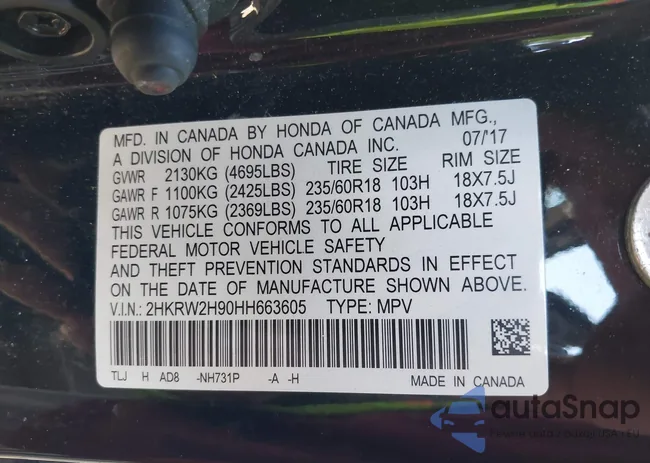 MFD. IN CANADA BY HONDA OF CANADA MFG.,
A DIVISION OF HONDA CANADA INC. 07/'17
GVWR 2130KG (4695LBS) TIRE SIZE RIM SIZE
GAWR F 1100KG (2425LBS) 235/60R18 103H 18X7.5J
GAWR R 1075KG (2369LBS) 235/60R18 103H 18X7.5J
THIS VEHICLE CONFORMS TO ALL APPLICABLE
FEDERAL MOTOR VEHICLE SAFETY
AND THEFT PREVENTION STANDARDS IN EFFECT
ON THE DATE OF MANUFACTURE SHOWN ABOVE.
V.I.N.: 2HKRW2H90HH663605 TYPE: MPV
TLJ H AD8 -NH731P -A -H
MADE IN CANADA
autoSnap